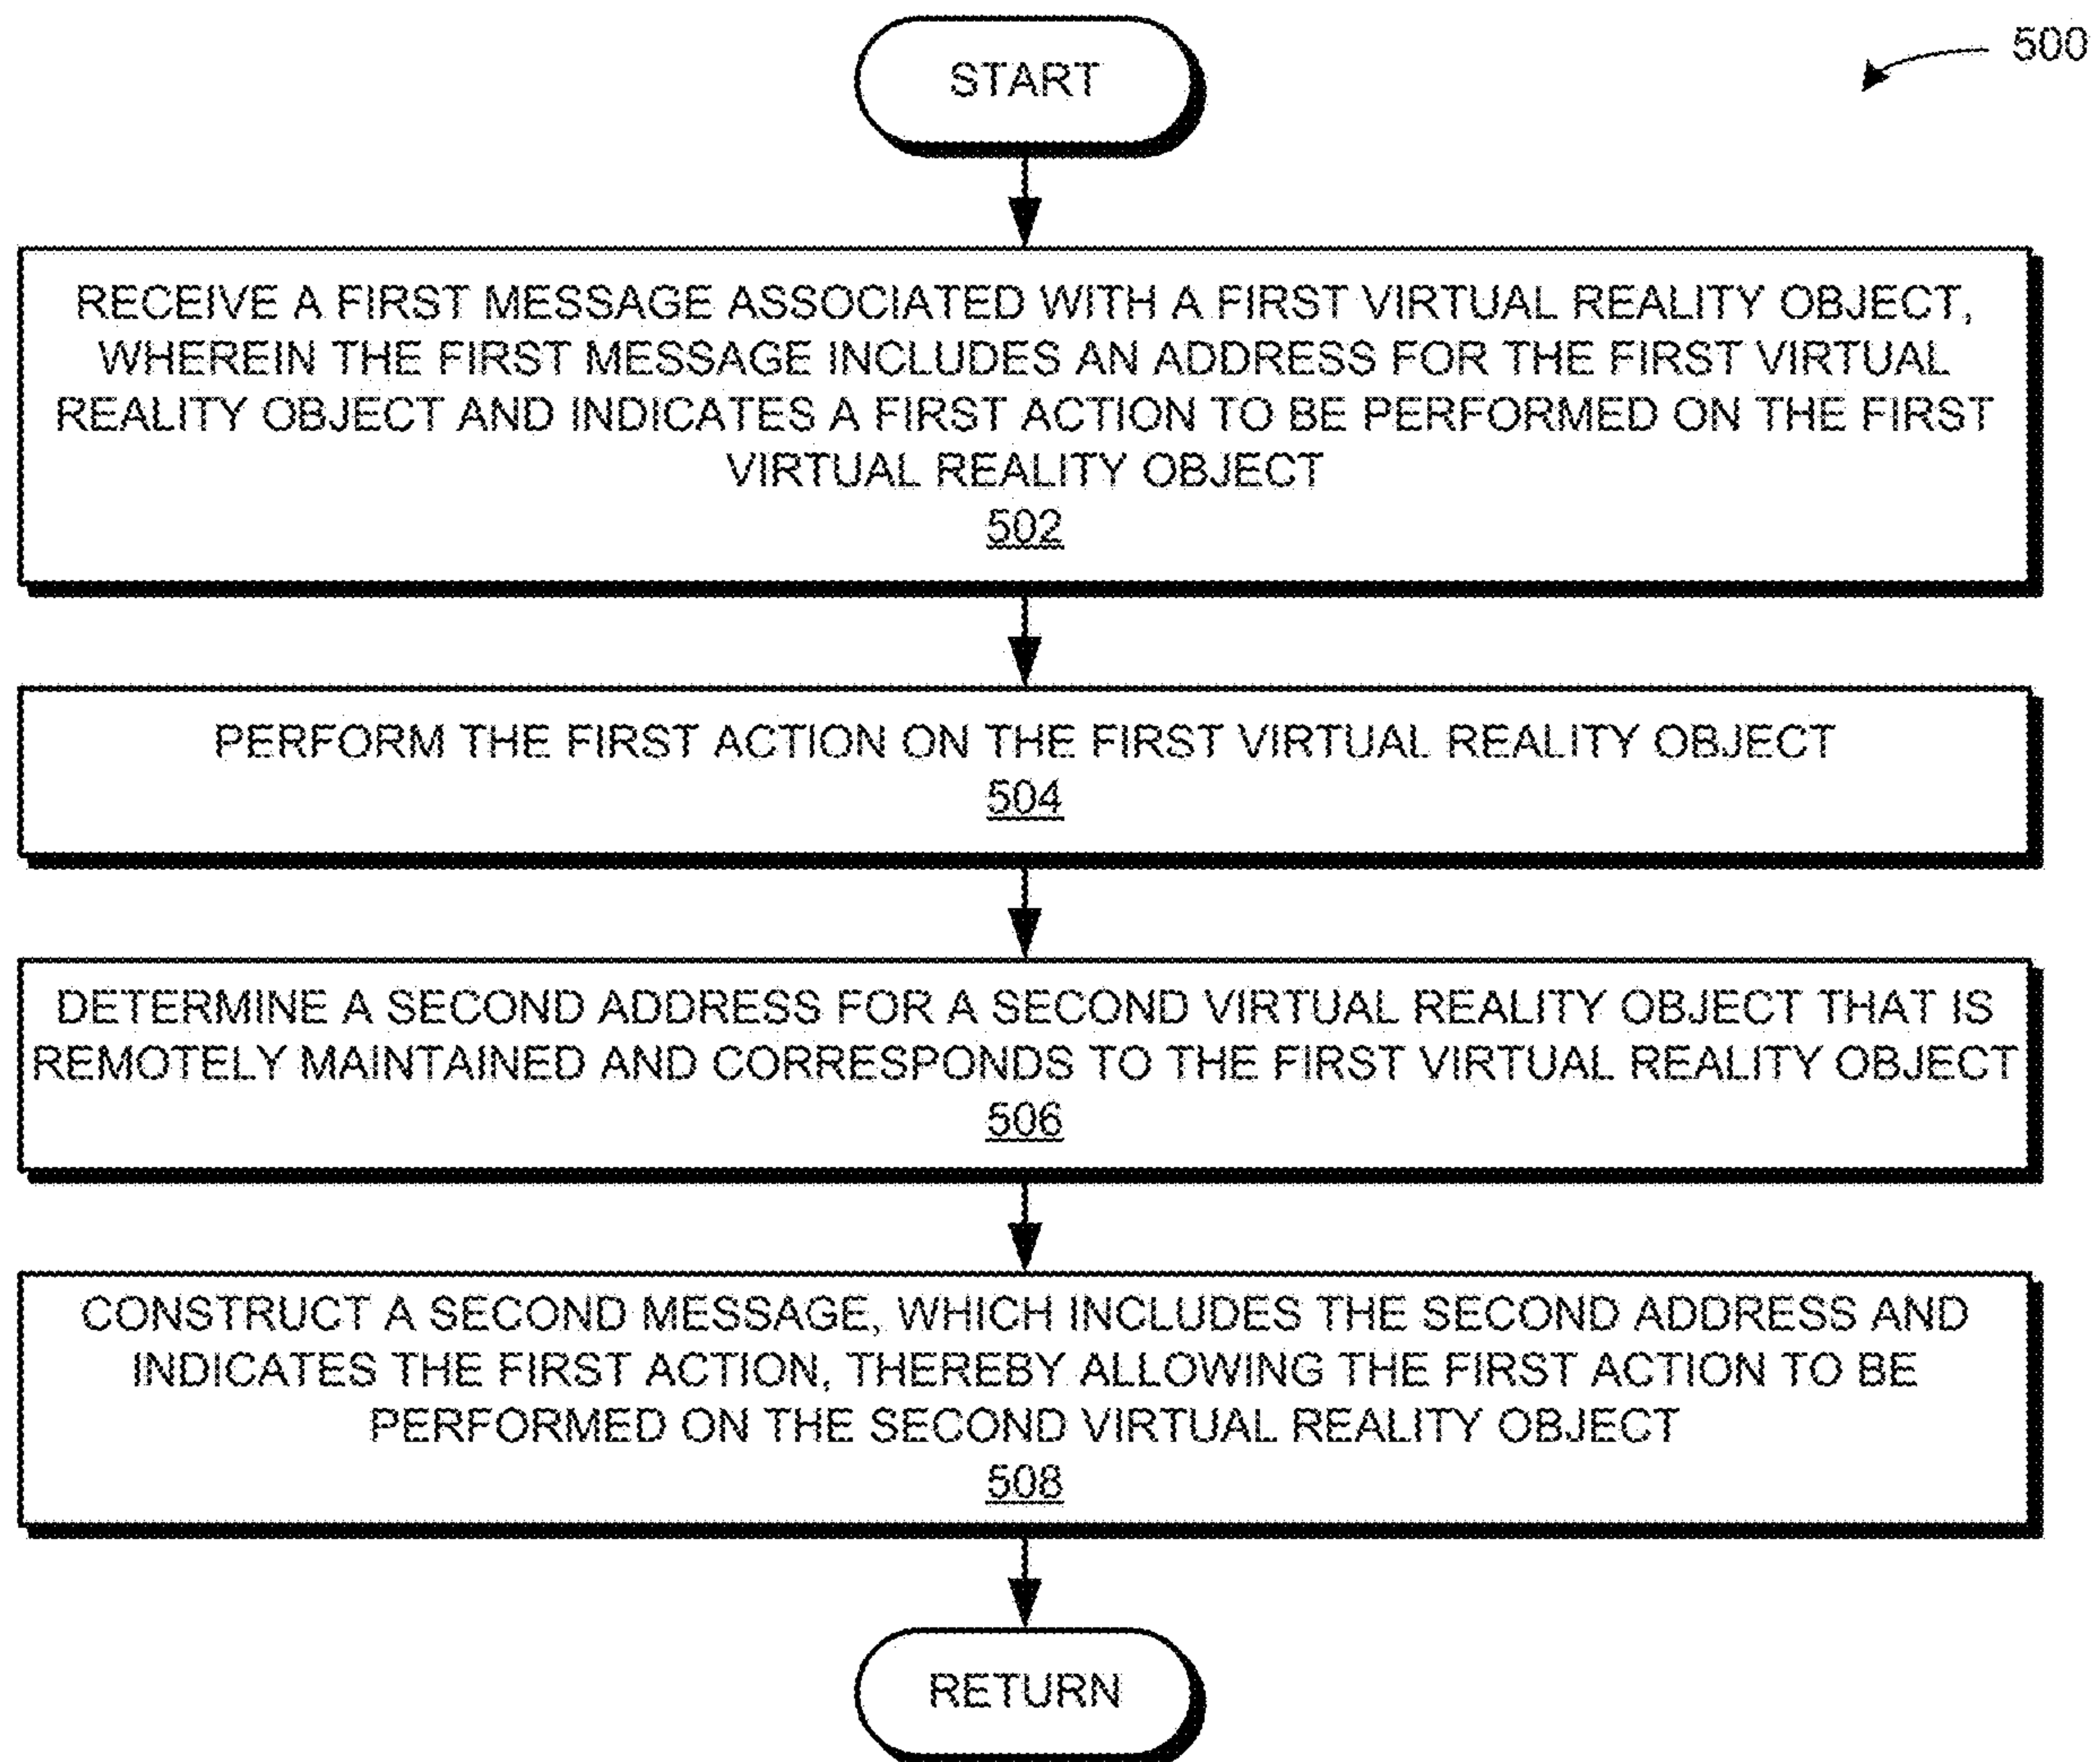 START
500
RECEIVE A FIRST MESSAGE ASSOCIATED WITH A FIRST VIRTUAL REALITY OBJECT,
WHEREIN THE FIRST MESSAGE INCLUDES AN ADDRESS FOR THE FIRST VIRTUAL
REALITY OBJECT AND INDICATES A FIRST ACTION TO BE PERFORMED ON THE FIRST
VIRTUAL REALITY OBJECT
502
PERFORM THE FIRST ACTION ON THE FIRST VIRTUAL REALITY OBJECT
504
DETERMINE A SECOND ADDRESS FOR A SECOND VIRTUAL REALITY OBJECT THAT IS
REMOTELY MAINTAINED AND CORRESPONDS TO THE FIRST VIRTUAL REALITY OBJECT
506
CONSTRUCT A SECOND MESSAGE, WHICH INCLUDES THE SECOND ADDRESS AND
INDICATES THE FIRST ACTION, THEREBY ALLOWING THE FIRST ACTION TO BE
PERFORMED ON THE SECOND VIRTUAL REALITY OBJECT
508
RETURN